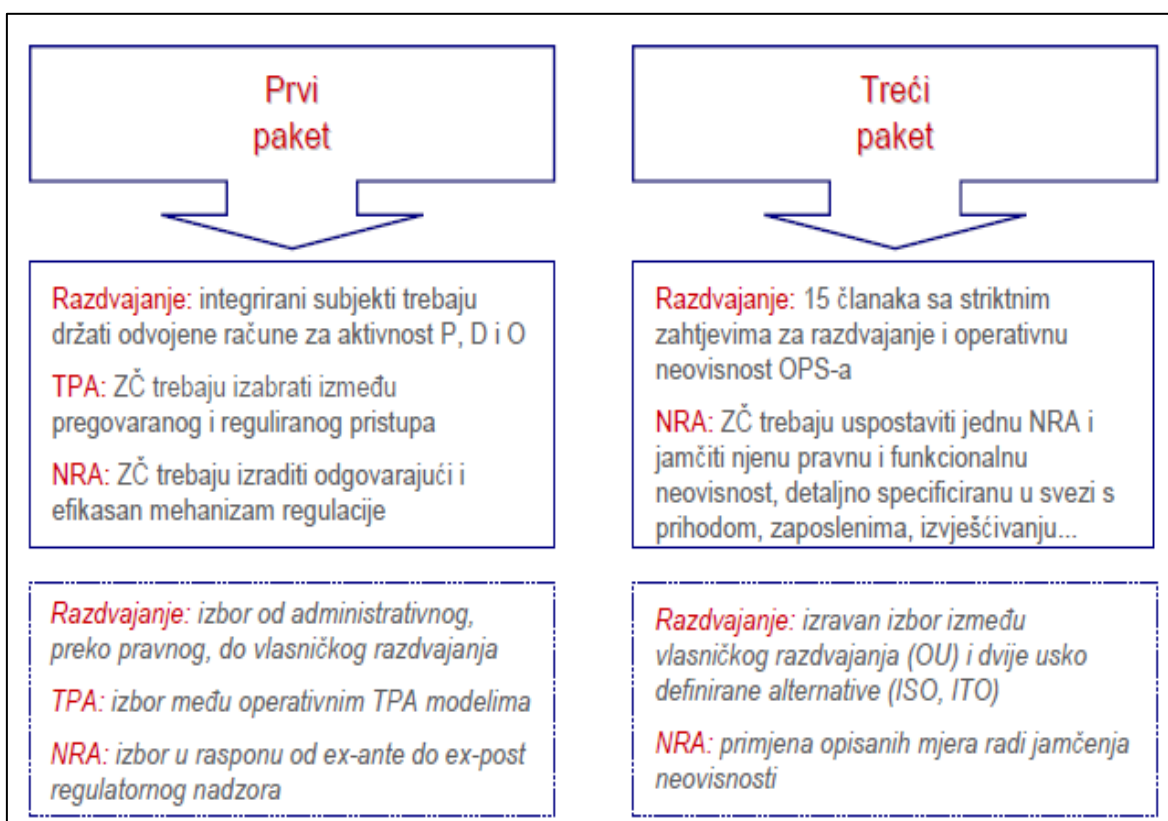 Prvi
paket
Razdvajanje: integrirani subjekti trebaju
držati odvojene račune za aktivnost P, D i O
TPA: ZČ trebaju izabrati između
pregovaranog i reguliranog pristupa
NRA: ZČ trebaju izraditi odgovarajući i
efikasan mehanizam regulacije
Razdvajanje: izbor od administrativnog,
preko pravnog, do vlasničkog razdvajanja
TPA: izbor među operativnim TPA modelima
NRA: izbor u rasponu od ex-ante do ex-post
regulatornog nadzora
Treći
paket
Razdvajanje: 15 članaka sa striktnim
zahtjevima za razdvajanje i operativnu
neovisnost OPS-a
NRA: ZČ trebaju uspostaviti jednu NRA i
jamčiti njenu pravnu i funkcionalnu
neovisnost, detaljno specificiranu u svezi s
prihodom, zaposlenima, izvješćivanju...
Razdvajanje: izravan izbor između
vlasničkog razdvajanja (OU) i dvije usko
definirane alternative (ISO, ITO)
NRA: primjena opisanih mjera radi jamčenja
neovisnosti